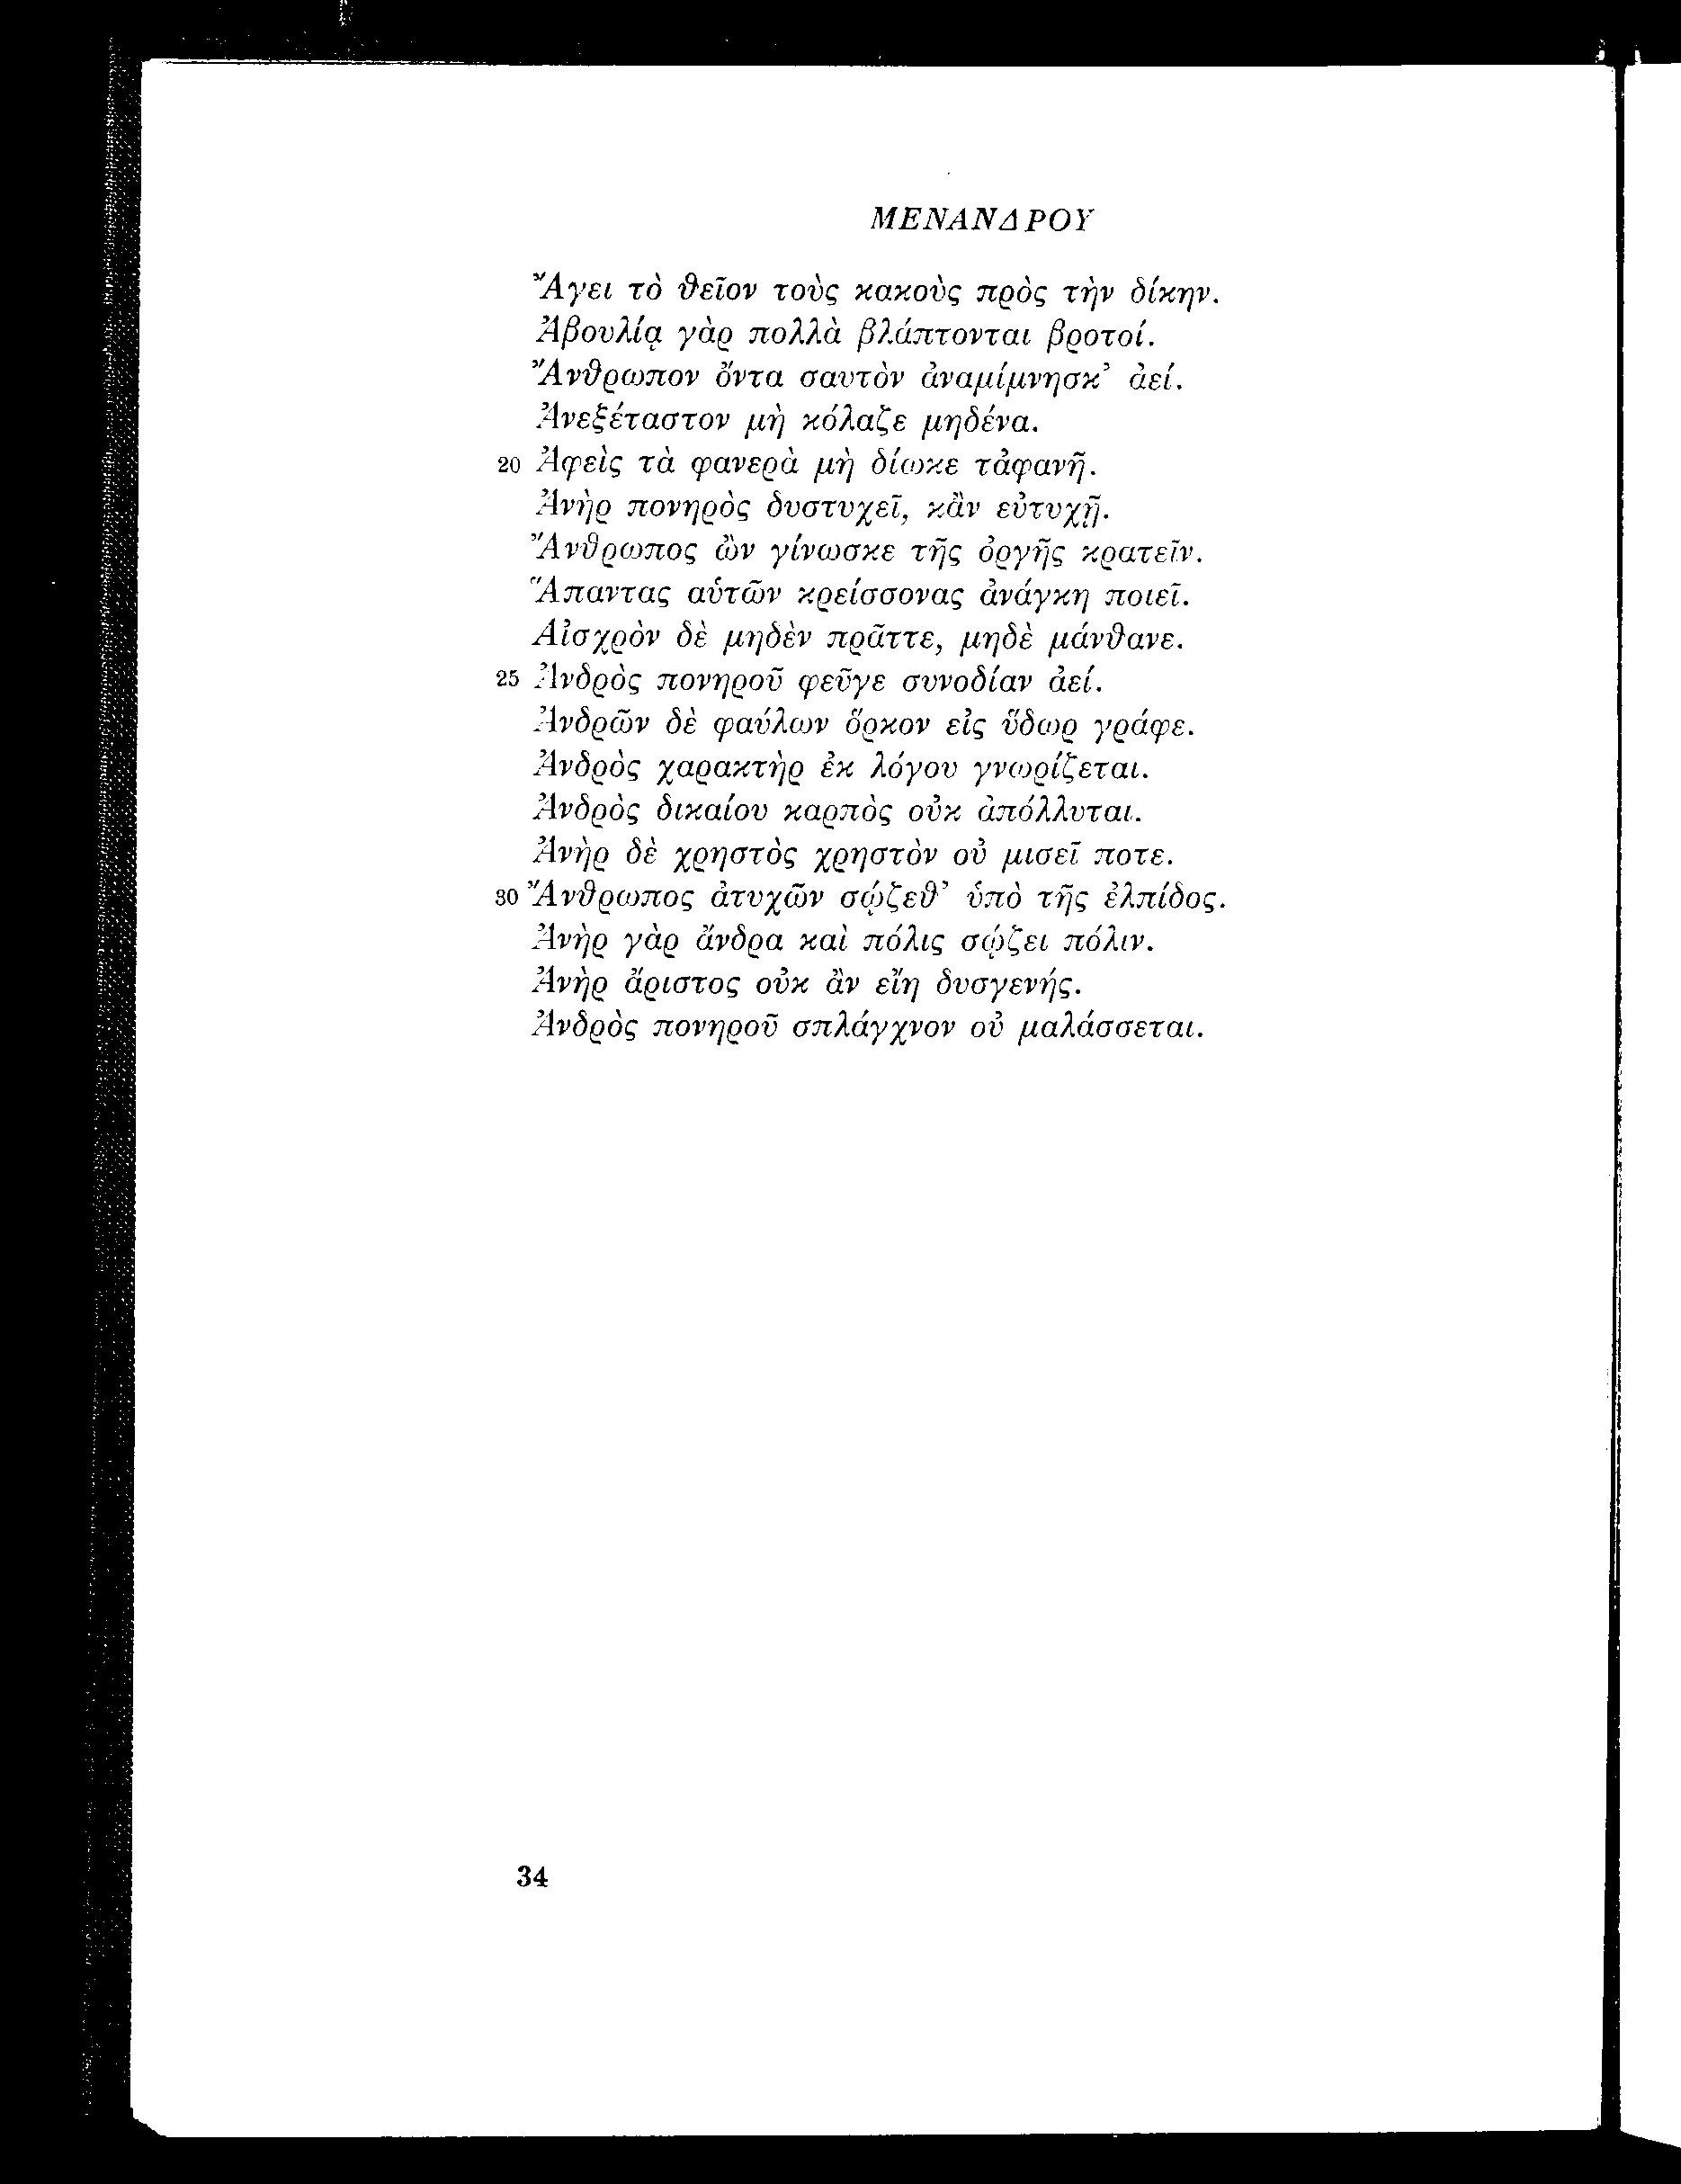 ΜΕΝΑΝΔΡΟΥ
Ἄγει τὸ θεῖον τοὺς κακοὺς πρὸς τὴν δίκην.
Ἀβουλίᾳ γὰρ πολλὰ βλάπτονται βροτοί.
Ἄνθρωπον ὄντα σαυτὸν ἀναμίμνησκ’ ἀεί.
Ἀνεξέταστον μὴ κόλαζε μηδένα.
20 Ἀφεὶς τὰ φανερὰ μὴ δίωκε τἀφανῆ.
Ἀνὴρ πονηρὸς δυστυχεῖ, κἂν εὐτυχῇ.
Ἄνθρωπος ὢν γίνωσκε τῆς ὀργῆς κρατεῖν.
Ἅπαντας αὑτῶν κρείσσονας ἀνάγκη ποιεῖ.
Αἰσχρὸν δὲ μηδὲν πρᾶττε, μηδὲ μάνθανε.
25 Ἀνδρὸς πονηροῦ φεῦγε συνοδίαν ἀεί.
Ἀνδρῶν δὲ φαύλων ὅρκον εἰς ὕδωρ γράφε.
Ἀνδρὸς χαρακτὴρ ἐκ λόγου γνωρίζεται.
Ἀνδρὸς δικαίου καρπὸς οὐκ ἀπόλλυται.
Ἀνὴρ δὲ χρηστὸς χρηστὸν οὐ μισεῖ ποτε.
30 Ἄνθρωπος ἀτυχῶν σῴζεθ’ ὑπὸ τῆς ἐλπίδος.
Ἀνὴρ γὰρ ἄνδρα καὶ πόλις σῴζει πόλιν.
Ἀνὴρ ἄριστος οὐκ ἂν εἴη δυσγενής.
Ἀνδρὸς πονηροῦ σπλάγχνον οὐ μαλάσσεται.
34